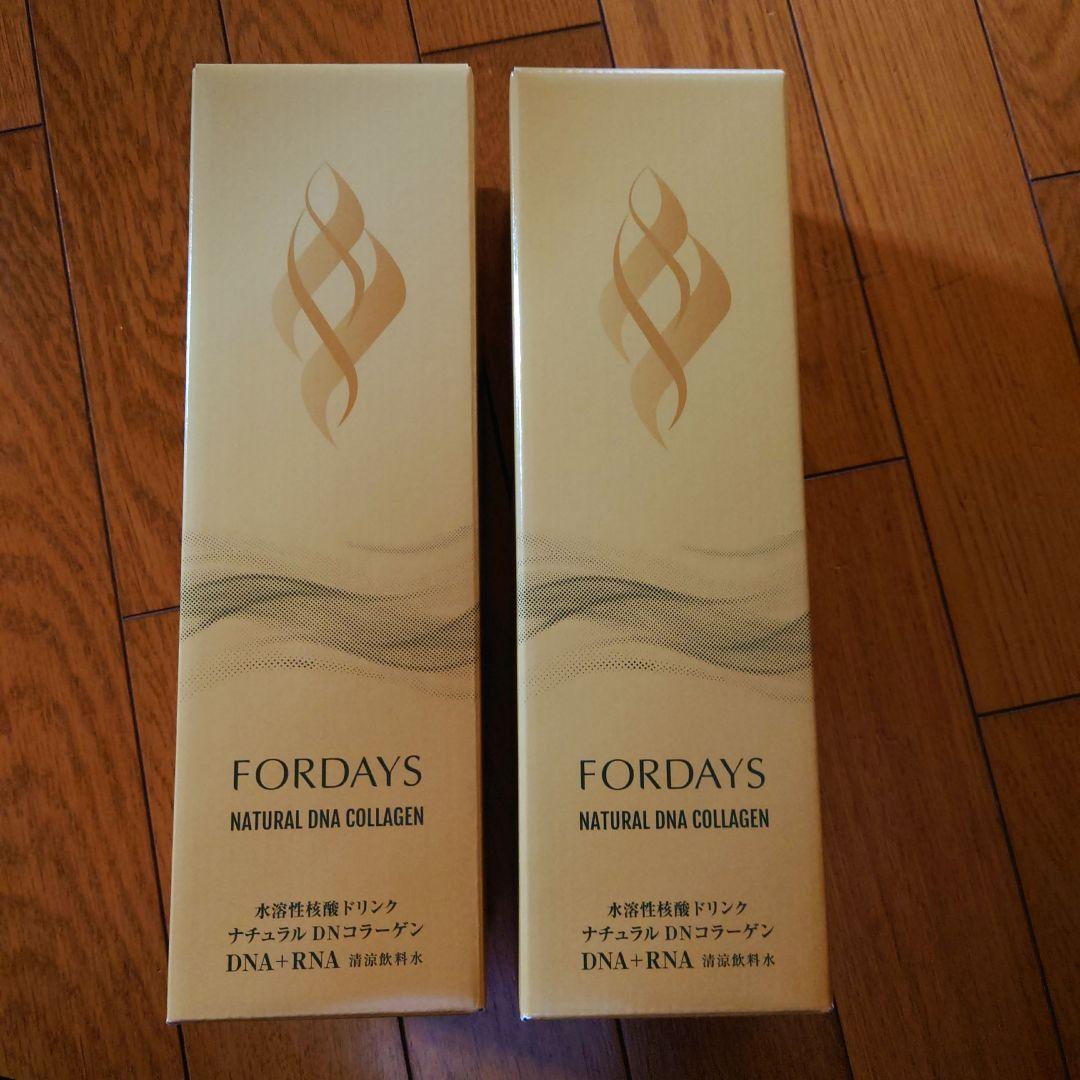 FORDAYS
NATURAL DNA COLLAGEN
水溶性核酸ドリンク
ナチュラル DNコラーゲン
DNA+RNA 清涼飲料水
FORDAYS
NATURAL DNA COLLAGEN
水溶性核酸ドリンク
ナチュラル DNコラーゲン
DNA+RNA 清涼飲料水